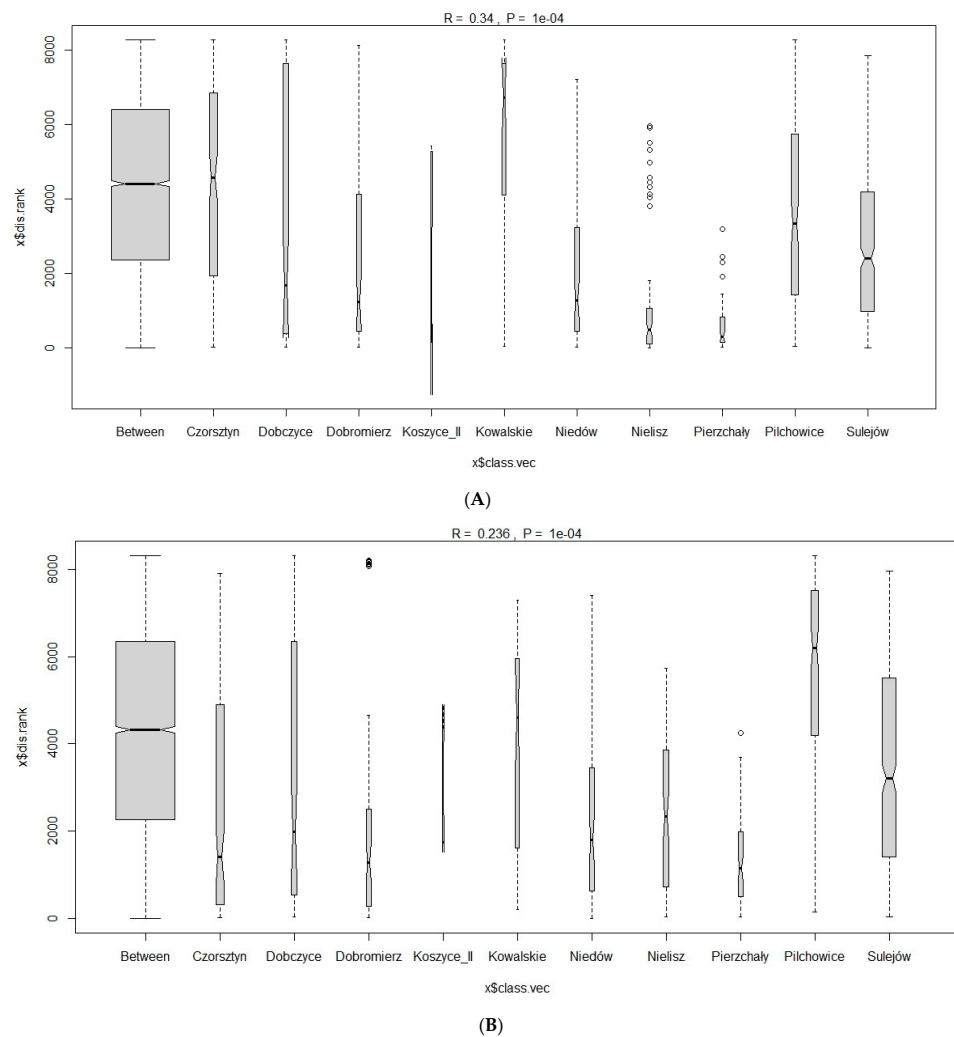 R = 0.34 , P = 1e-04
8000
6000
4000
2000
0
x$dis.rank
Between Czorsztyn Dobczyce Dobromierz Koszyce_II Kowalskie Niedów Nielisz Pierzchały Pilchowice Sulejów
x$class.vec
(A)
R = 0.236 , P = 1e-04
8000
6000
4000
2000
0
x$dis.rank
Between Czorsztyn Dobczyce Dobromierz Koszyce_II Kowalskie Niedów Nielisz Pierzchały Pilchowice Sulejów
x$class.vec
(B)